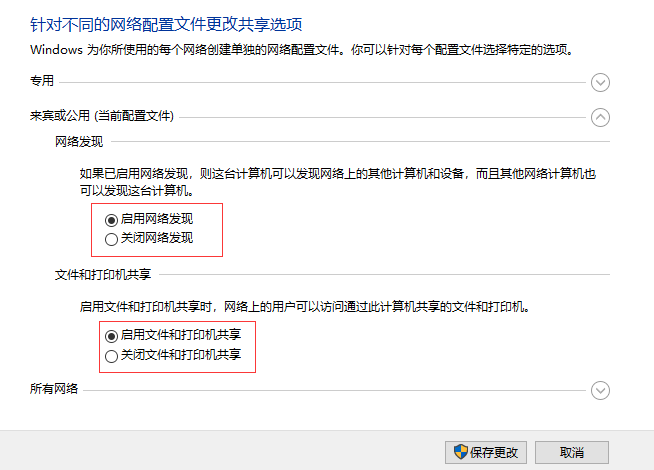 针对不同的网络配置文件更改共享选项
Windows 为你所使用的每个网络创建单独的网络配置文件。你可以针对每个配置文件选择特定的选项。
专用
来宾或公用 (当前配置文件)
网络发现
如果已启用网络发现，则这台计算机可以发现网络上的其他计算机和设备，而且其他网络计算机也
可以发现这台计算机。
启用网络发现
关闭网络发现
文件和打印机共享
启用文件和打印机共享时，网络上的用户可以访问通过此计算机共享的文件和打印机。
启用文件和打印机共享
关闭文件和打印机共享
所有网络
保存更改
取消